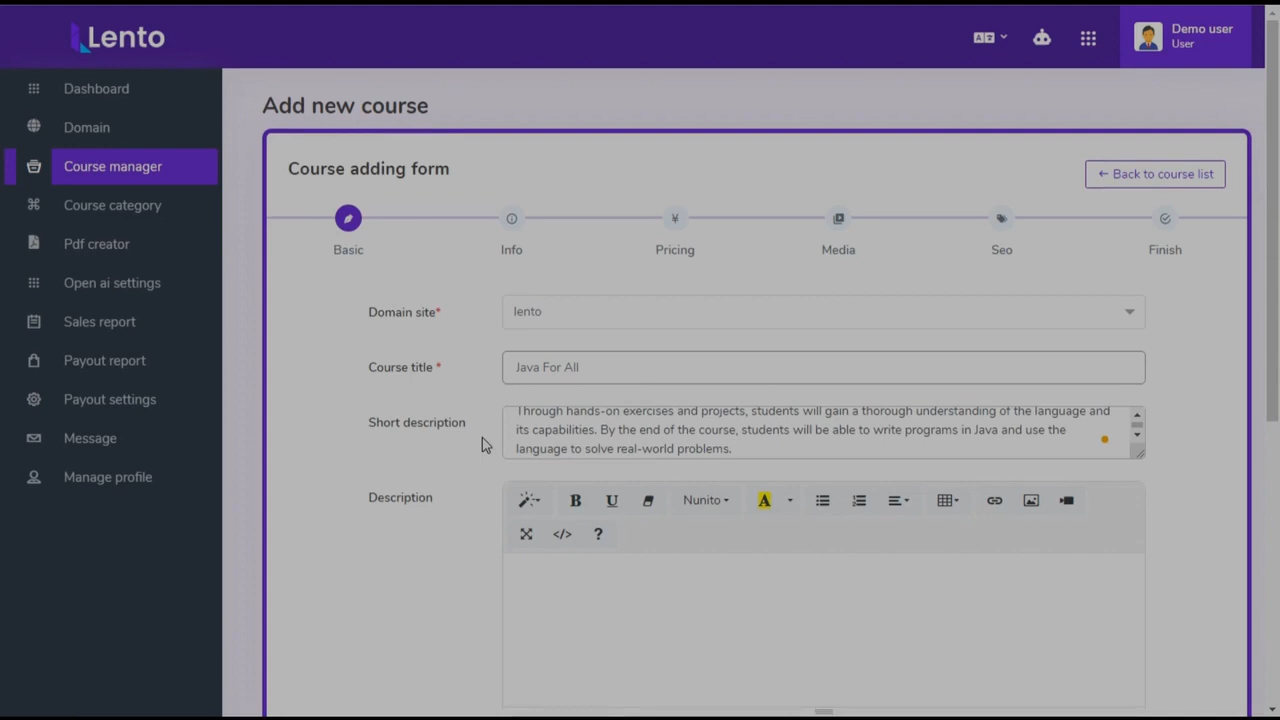 Lento
Demo user
User
Dashboard
Domain
Course manager
Course category
Pdf creator
Open ai settings
Sales report
Payout report
Payout settings
Message
Manage profile
Add new course
Course adding form
← Back to course list
Basic
Info
Pricing
Media
Seo
Finish
Domain site*
lento
Course title *
Java For All
Short description
Through hands-on exercises and projects, students will gain a thorough understanding of the language and
its capabilities. By the end of the course, students will be able to write programs in Java and use the
language to solve real-world problems.
Description
B U Nunito A
</> ?